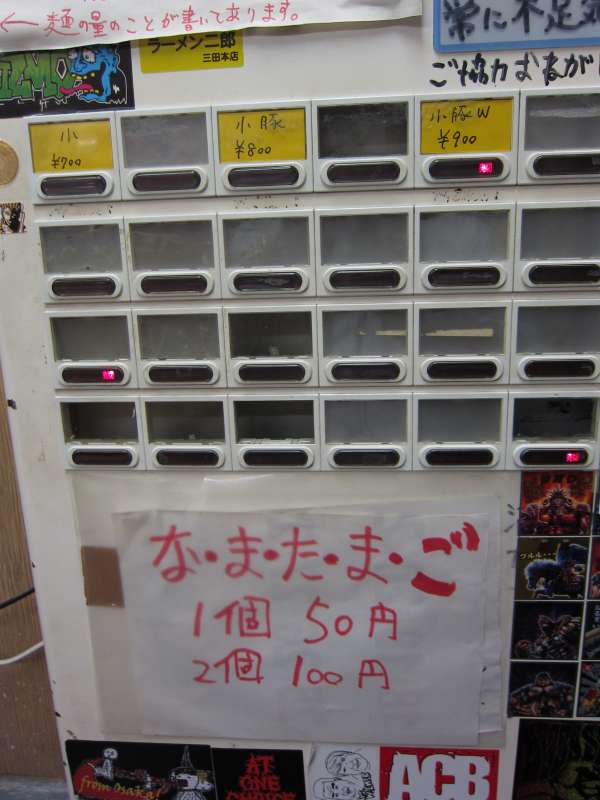 ←麺の量のことが書いてあります。
常に不足
ラーメン二郎
三田本店
ご協力おねがい
小
¥700
小豚
¥800
小豚W
¥900
な・ま・た・ま・ご
1個 50円
2個 100円
from Osaka!
AT
ONE
ACB